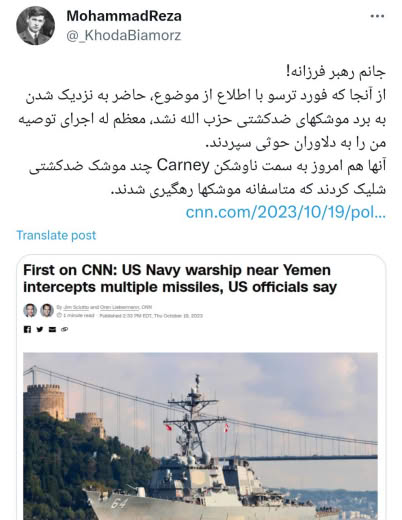 MohammadReza
@_KhodaBiamorz
جانم رهبر فرزانه!
از آنجا که فورد ترسو با اطلاع از موضوع، حاضر به نزدیک شدن
به برد موشکهای ضدکشتی حزب الله نشد، معظم له اجرای توصیه
من را به دلاوران حوثی سپردند.
آنها هم امروز به سمت ناوشکن Carney چند موشک ضدکشتی
شلیک کردند که متاسفانه موشکها رهگیری شدند.
cnn.com/2023/10/19/pol...
Translate post
First on CNN: US Navy warship near Yemen
intercepts multiple missiles, US officials say
By Jim Sciutto and Oren Liebermann, CNN
1 minute read · Published 2:33 PM EDT, Thu October 19, 2023
64